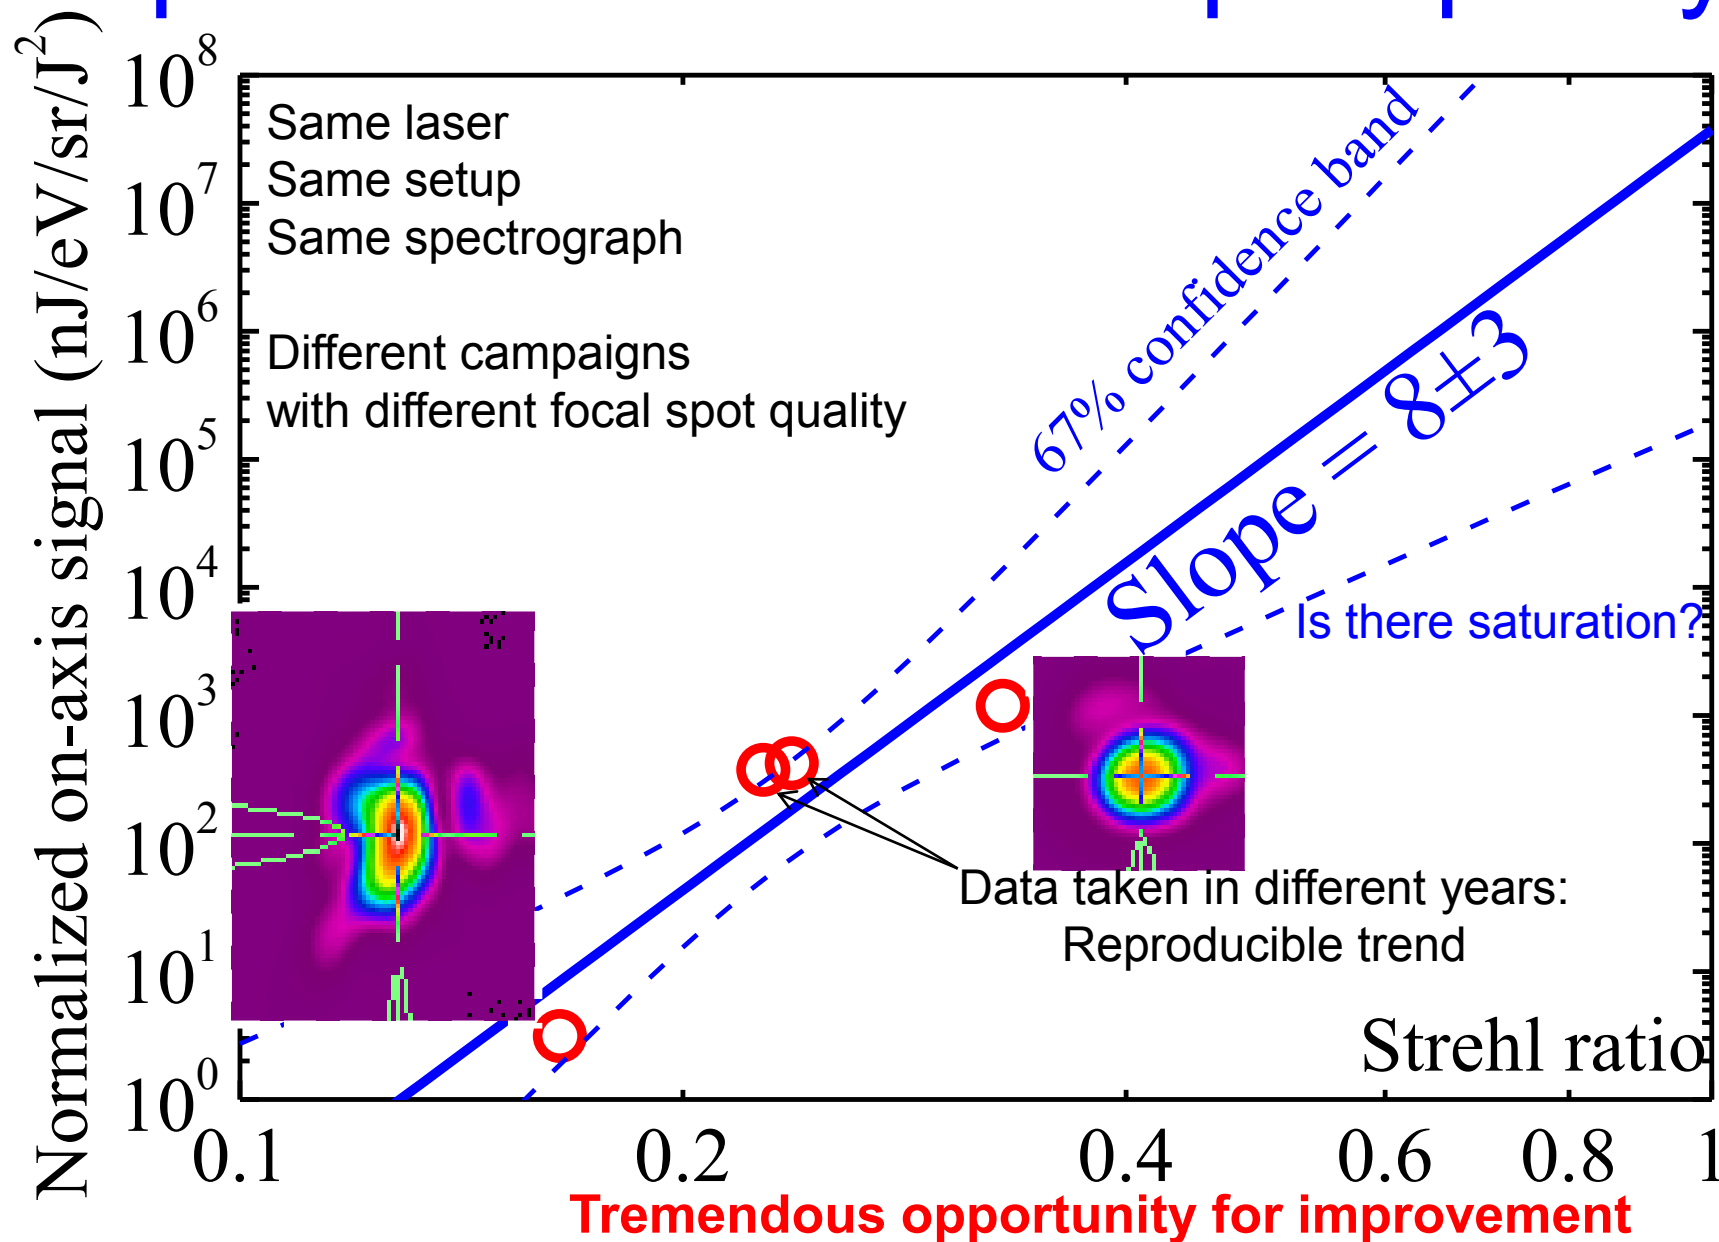 Normalized on-axis signal (nJ/eV/sr/J²)
10⁸
10⁷
10⁶
10⁵
10⁴
10³
10²
10¹
10⁰
Same laser
Same setup
Same spectrograph
Different campaigns
with different focal spot quality
67% confidence band
Slope = 8±3
Is there saturation?
Data taken in different years:
Reproducible trend
Strehl ratio
0.1 0.2 0.4 0.6 0.8 1
Tremendous opportunity for improvement